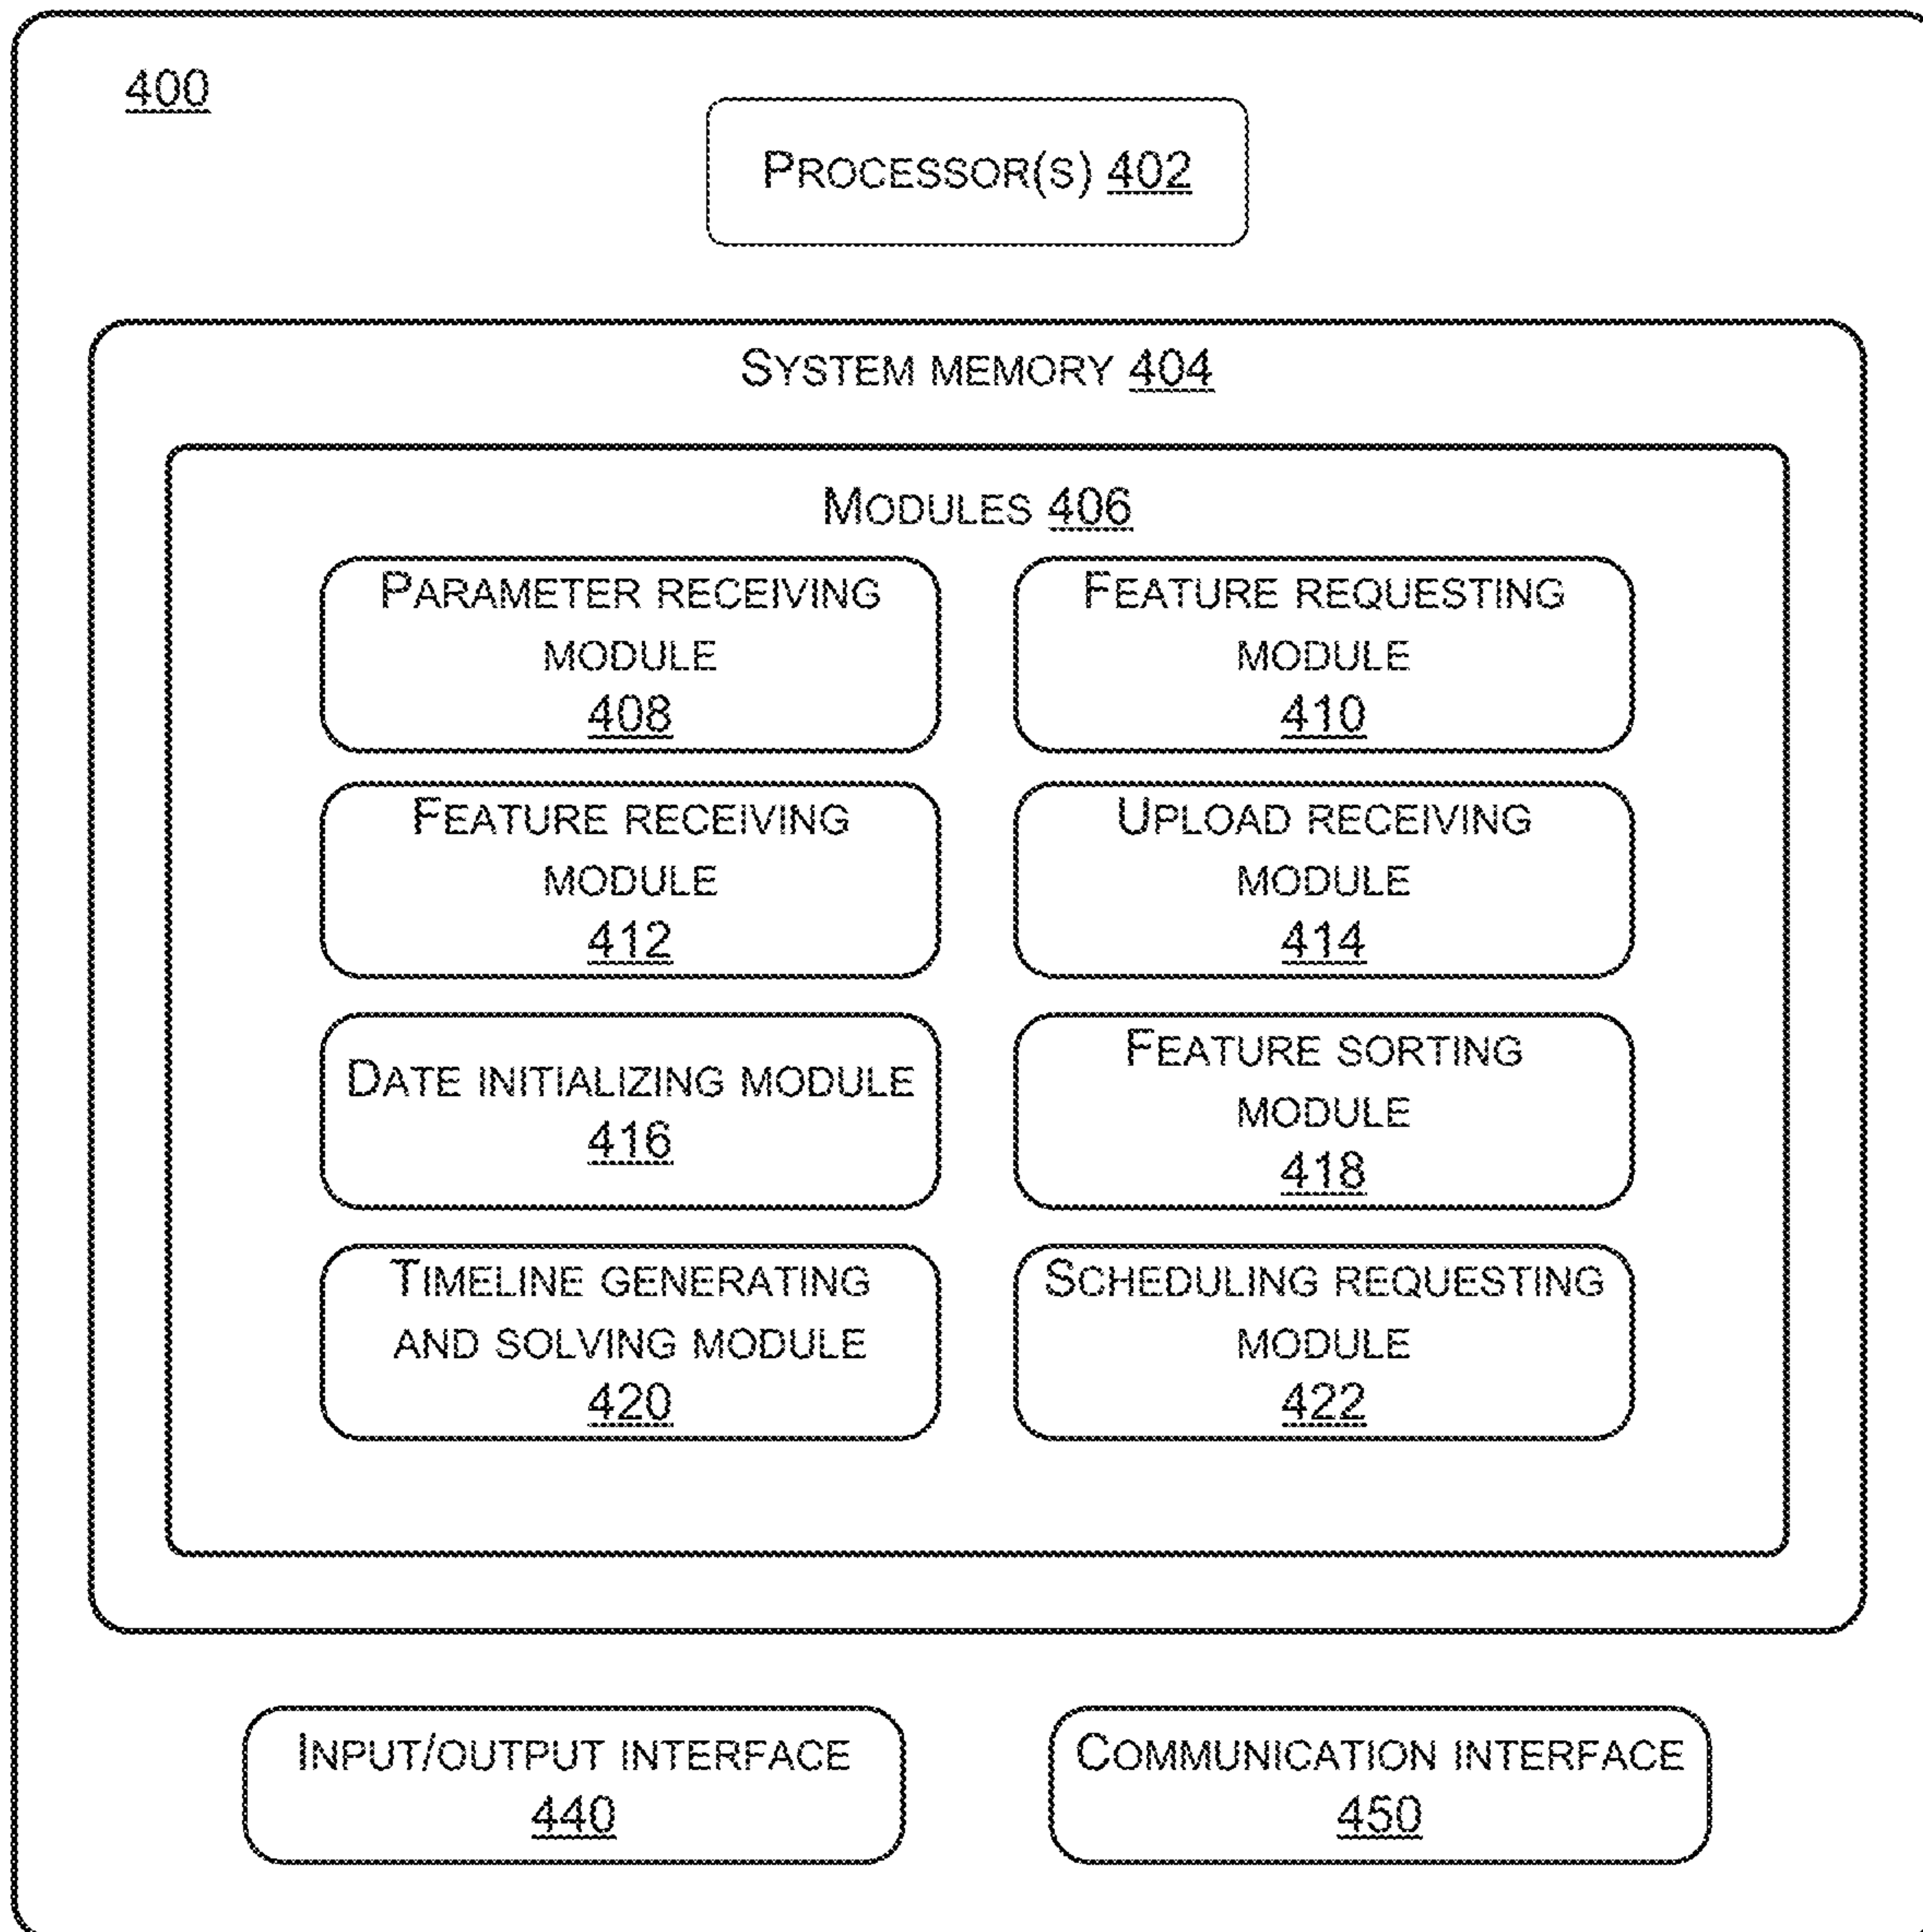 400
PROCESSOR(S) 402
SYSTEM MEMORY 404
MODULES 406
PARAMETER RECEIVING
MODULE
408
FEATURE REQUESTING
MODULE
410
FEATURE RECEIVING
MODULE
412
UPLOAD RECEIVING
MODULE
414
DATE INITIALIZING MODULE
416
FEATURE SORTING
MODULE
418
TIMELINE GENERATING
AND SOLVING MODULE
420
SCHEDULING REQUESTING
MODULE
422
INPUT/OUTPUT INTERFACE
440
COMMUNICATION INTERFACE
450